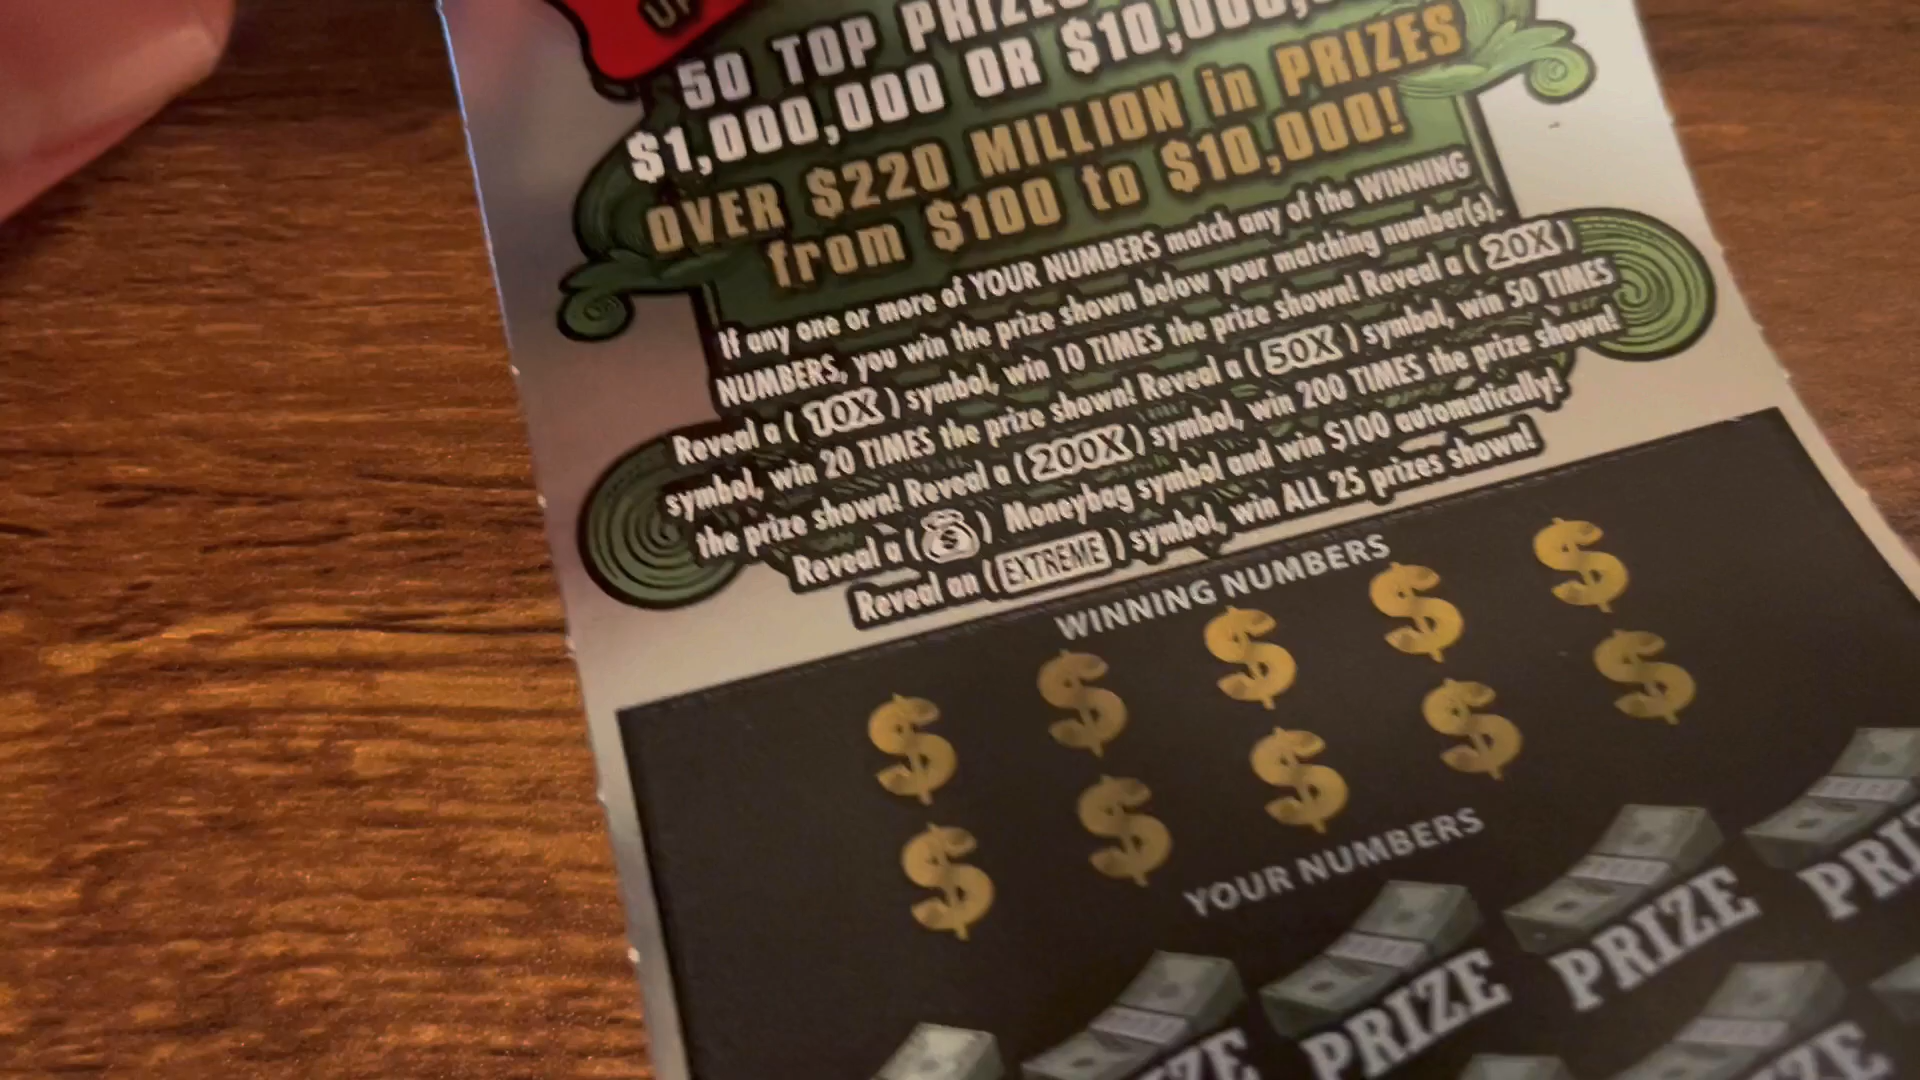 UP
50 TOP PRIZES
$1,000,000 OR $10,000,
OVER $220 MILLION in PRIZES
from $100 to $10,000!
If any one or more of YOUR NUMBERS match any of the WINNING
NUMBERS, you win the prize shown below your matching number(s).
Reveal a ( 10X ) symbol, win 10 TIMES the prize shown! Reveal a ( 20X )
symbol, win 20 TIMES the prize shown! Reveal a ( 50X ) symbol, win 50 TIMES
the prize shown! Reveal a ( 200X ) symbol, win 200 TIMES the prize shown!
Reveal a ( $ ) Moneybag symbol and win $100 automatically!
Reveal an ( EXTREME ) symbol, win ALL 25 prizes shown!
WINNING NUMBERS
$ $ $ $ $
$ $ $ $ $
YOUR NUMBERS
PRIZE PRIZE